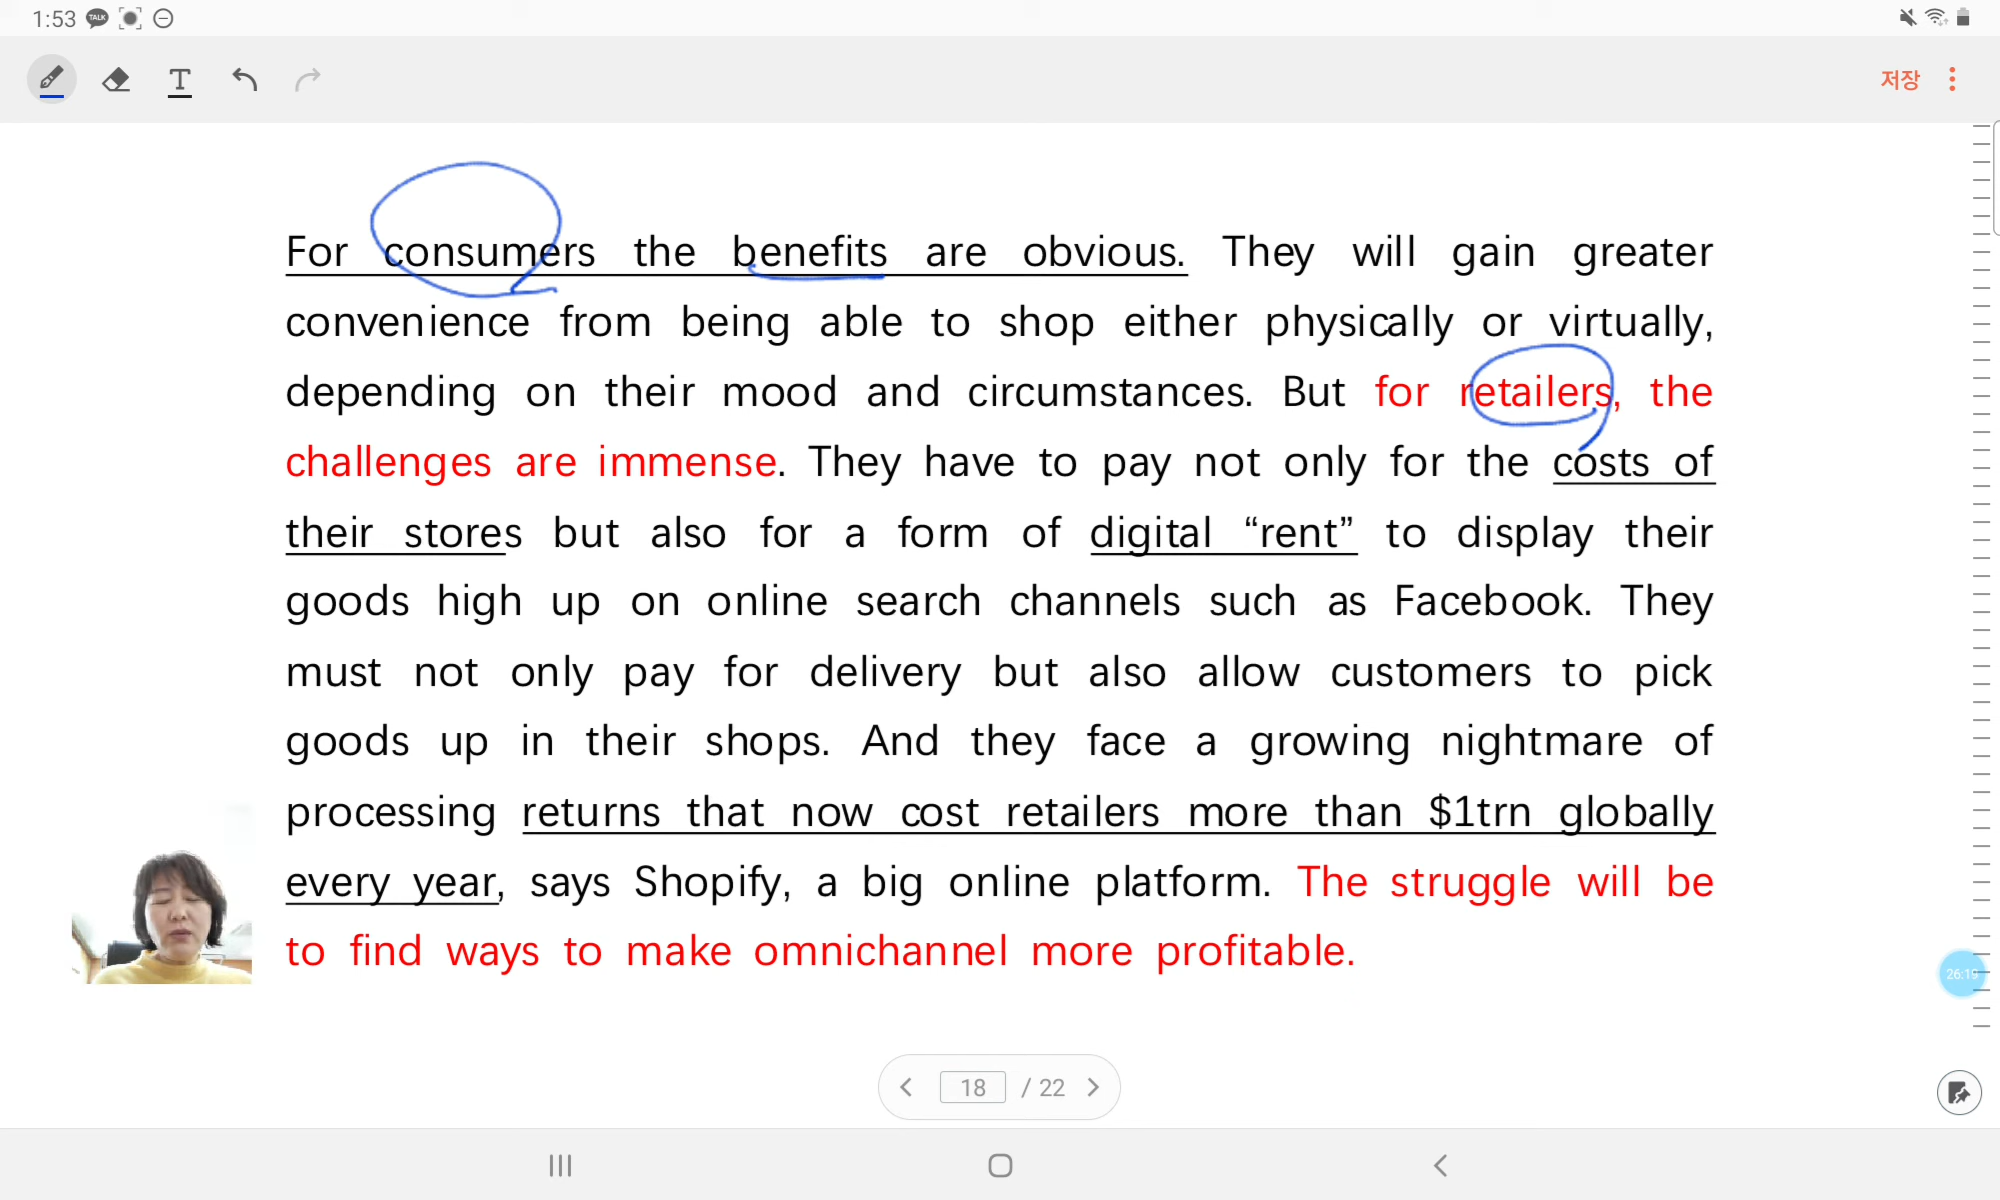 1:53 TALK
저장
For consumers the benefits are obvious. They will gain greater
convenience from being able to shop either physically or virtually,
depending on their mood and circumstances. But for retailers, the
challenges are immense. They have to pay not only for the costs of
their stores but also for a form of digital “rent” to display their
goods high up on online search channels such as Facebook. They
must not only pay for delivery but also allow customers to pick
goods up in their shops. And they face a growing nightmare of
processing returns that now cost retailers more than $1trn globally
every year, says Shopify, a big online platform. The struggle will be
to find ways to make omnichannel more profitable.
26:19
18 / 22